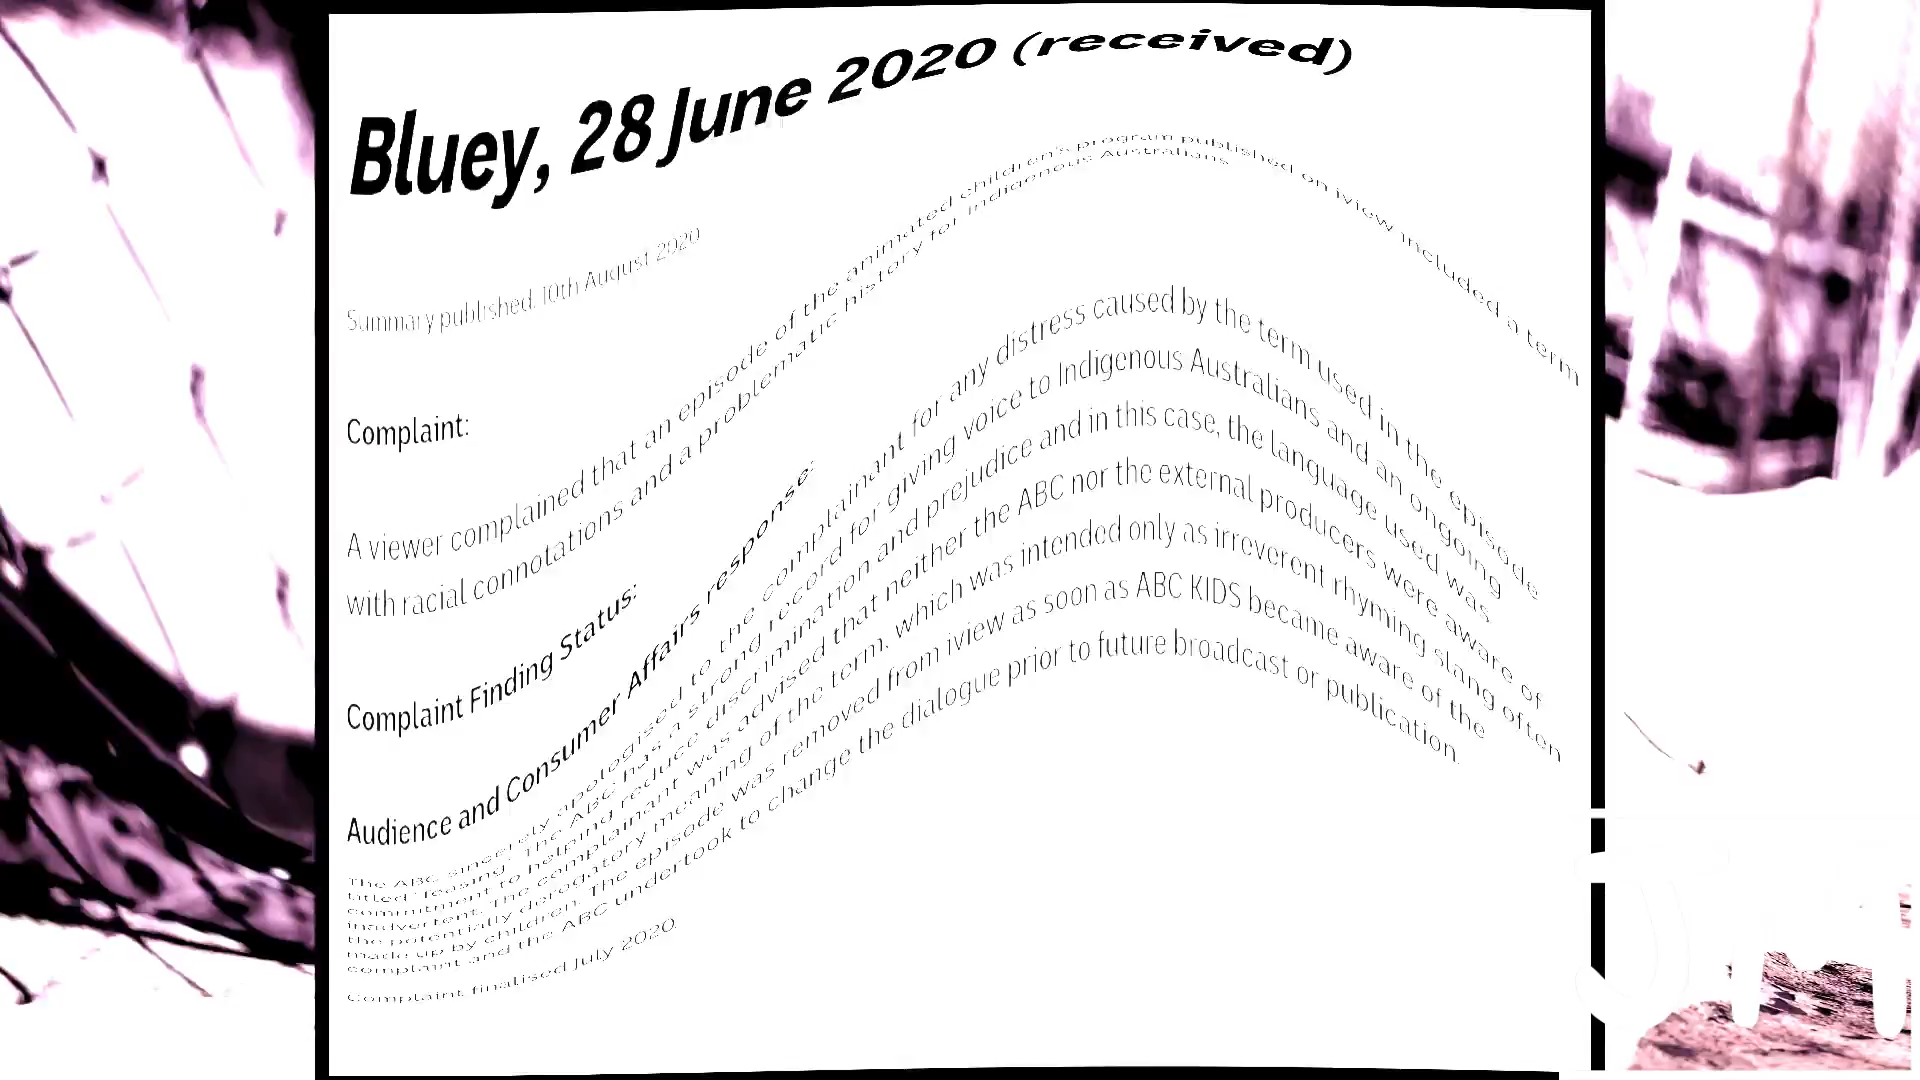 Bluey, 28 June 2020 (received)
Summary published: 10th August 2020
Complaint:
A viewer complained that an episode of the animated children's program published on iview included a term
with racial connotations and a problematic history for Indigenous Australians.
Complaint Finding Status:
Audience and Consumer Affairs response:
The ABC sincerely apologised to the complainant for any distress caused by the term used in the episode
titled 'Teasing'. The ABC has a strong record for giving voice to Indigenous Australians and an ongoing
commitment to helping reduce discrimination and prejudice and in this case, the language used was
inadvertent. The complainant was advised that neither the ABC nor the external producers were aware of
the potentially derogatory meaning of the term, which was intended only as irreverent rhyming slang often
made up by children. The episode was removed from iview as soon as ABC KIDS became aware of the
complaint and the ABC undertook to change the dialogue prior to future broadcast or publication.
Complaint finalised July 2020